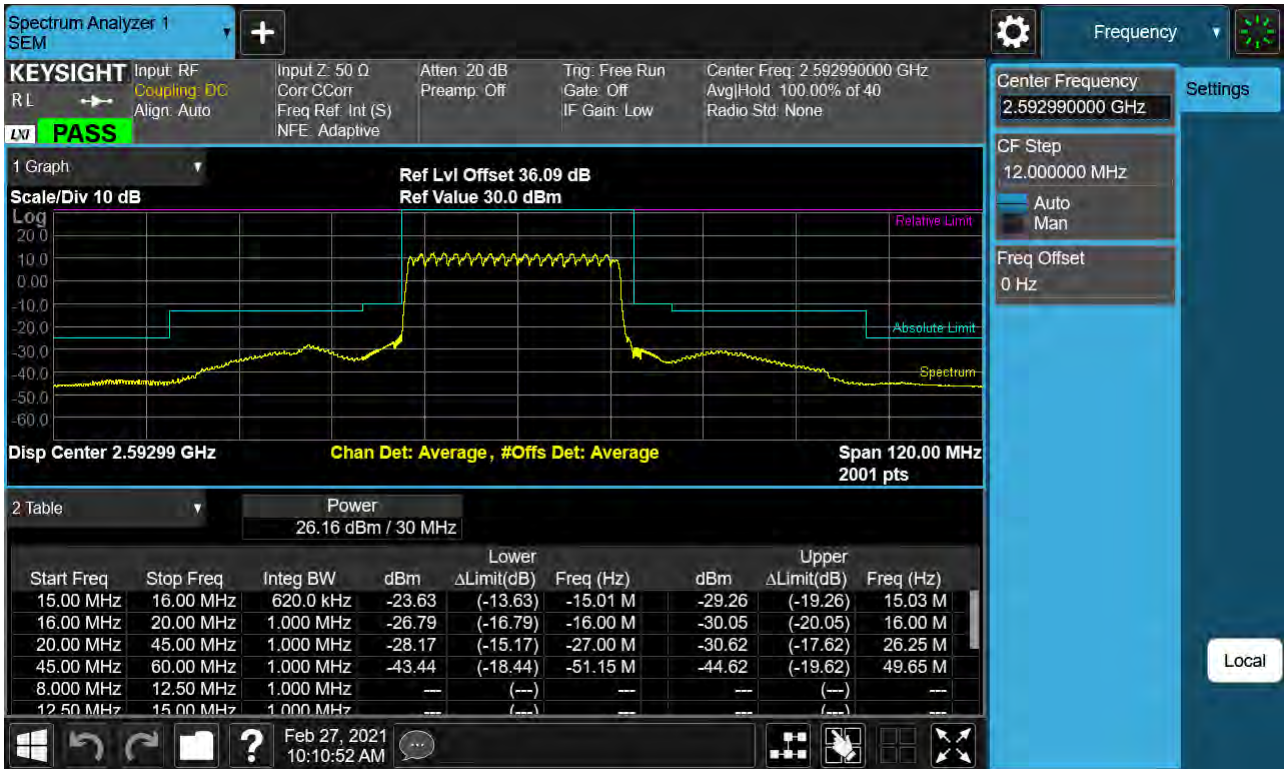 Spectrum Analyzer 1
SEM
Frequency
KEYSIGHT
R L
LXI
PASS
Input: RF
Coupling: DC
Align: Auto
Input Z: 50 Ω
Corr CCorr
Freq Ref: Int (S)
NFE: Adaptive
Atten: 20 dB
Preamp: Off
Trig: Free Run
Gate: Off
IF Gain: Low
Center Freq: 2.592990000 GHz
Avg|Hold: 100.00% of 40
Radio Std: None
Center Frequency
2.592990000 GHz
Settings
CF Step
12.000000 MHz
Auto
Man
Freq Offset
0 Hz
1 Graph
Scale/Div 10 dB
Ref Lvl Offset 36.09 dB
Ref Value 30.0 dBm
Log
20.0
10.0
0.00
-10.0
-20.0
-30.0
-40.0
-50.0
-60.0
Relative Limit
Absolute Limit
Spectrum
Disp Center 2.59299 GHz
Chan Det: Average, #Offs Det: Average
Span 120.00 MHz
2001 pts
2 Table
Power
26.16 dBm / 30 MHz
Lower Upper
Start Freq Stop Freq Integ BW dBm ΔLimit(dB) Freq (Hz) dBm ΔLimit(dB) Freq (Hz)
15.00 MHz 16.00 MHz 620.0 kHz -23.63 (-13.63) -15.01 M -29.26 (-19.26) 15.03 M
16.00 MHz 20.00 MHz 1.000 MHz -26.79 (-16.79) -16.00 M -30.05 (-20.05) 16.00 M
20.00 MHz 45.00 MHz 1.000 MHz -28.17 (-15.17) -27.00 M -30.62 (-17.62) 26.25 M
45.00 MHz 60.00 MHz 1.000 MHz -43.44 (-18.44) -51.15 M -44.62 (-19.62) 49.65 M
8.000 MHz 12.50 MHz 1.000 MHz --- (---) --- --- (---) ---
12.50 MHz 15.00 MHz 1.000 MHz --- (---) --- --- (---) ---
Local
?
Feb 27, 2021
10:10:52 AM